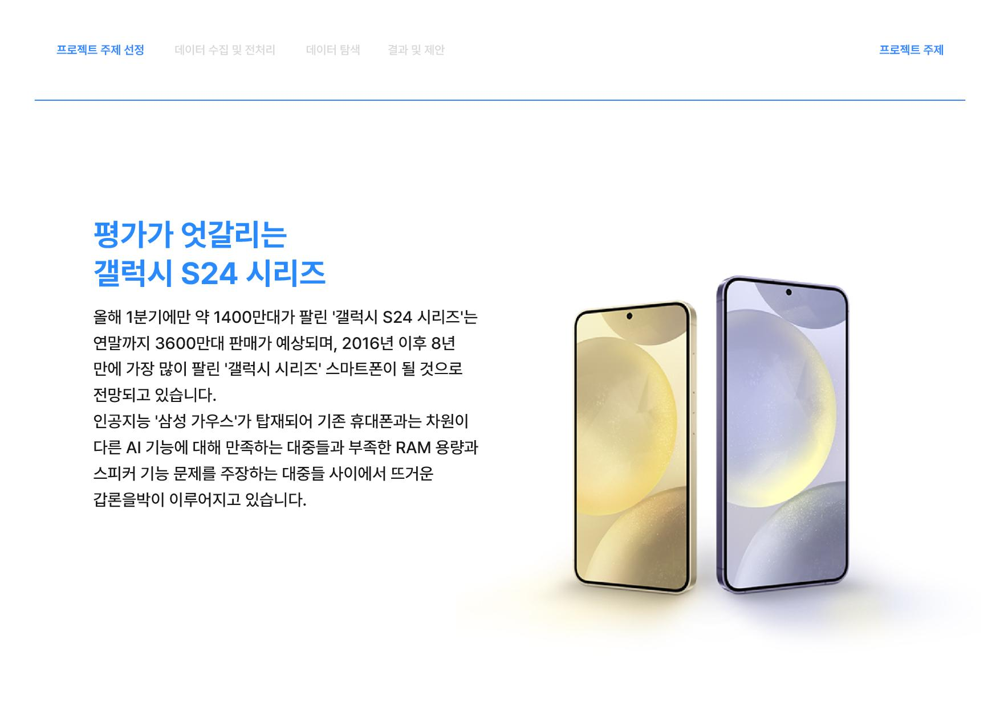 프로젝트 주제 선정 데이터 수집 및 전처리 데이터 탐색 결과 및 제안 프로젝트 주제
평가가 엇갈리는
갤럭시 S24 시리즈
올해 1분기에만 약 1400만대가 팔린 '갤럭시 S24 시리즈'는
연말까지 3600만대 판매가 예상되며, 2016년 이후 8년
만에 가장 많이 팔린 '갤럭시 시리즈' 스마트폰이 될 것으로
전망되고 있습니다.
인공지능 '삼성 가우스'가 탑재되어 기존 휴대폰과는 차원이
다른 AI 기능에 대해 만족하는 대중들과 부족한 RAM 용량과
스피커 기능 문제를 주장하는 대중들 사이에서 뜨거운
갑론을박이 이루어지고 있습니다.